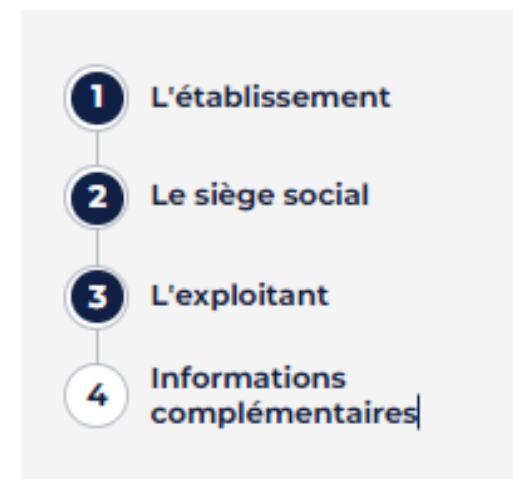 1 L'établissement
2 Le siège social
3 L'exploitant
4 Informations
complémentaires